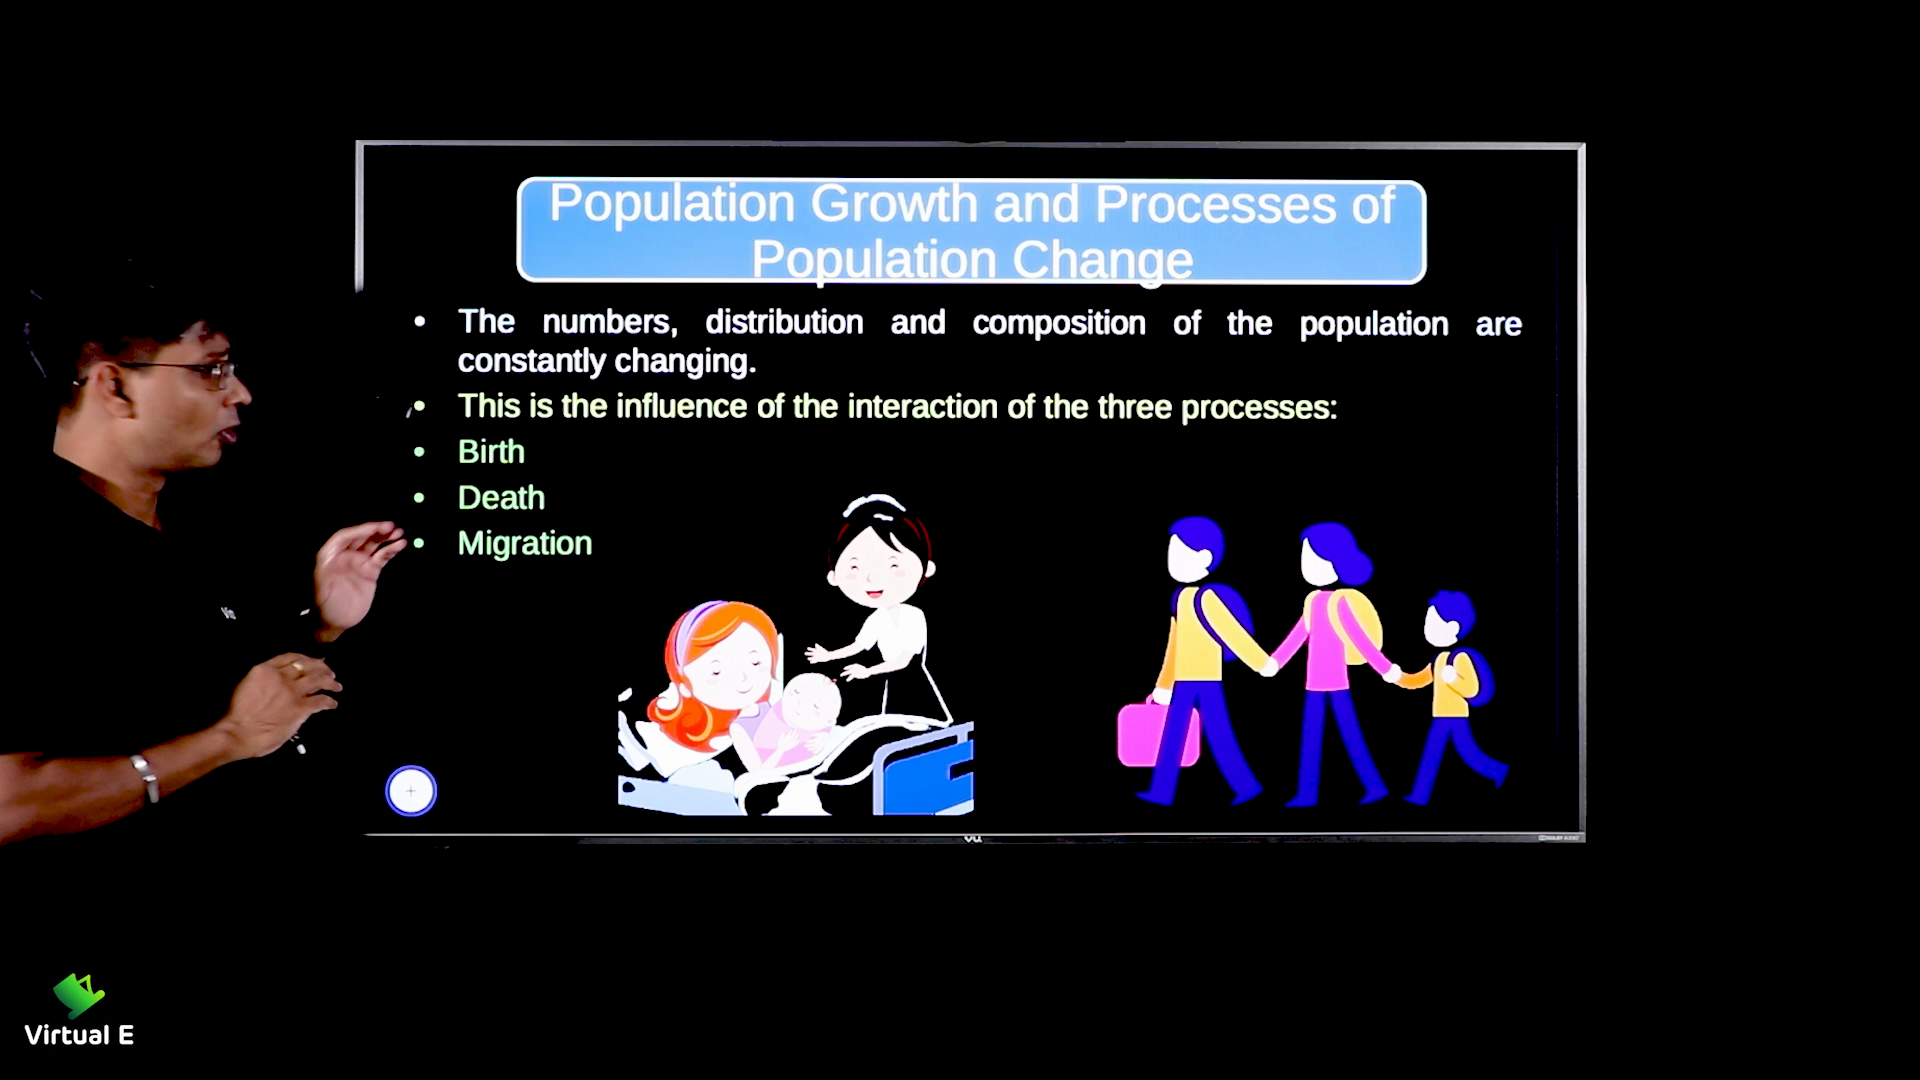 Population Growth and Processes of
Population Change
• The numbers, distribution and composition of the population are
constantly changing.
• This is the influence of the interaction of the three processes:
• Birth
• Death
• Migration
vu
Virtual E